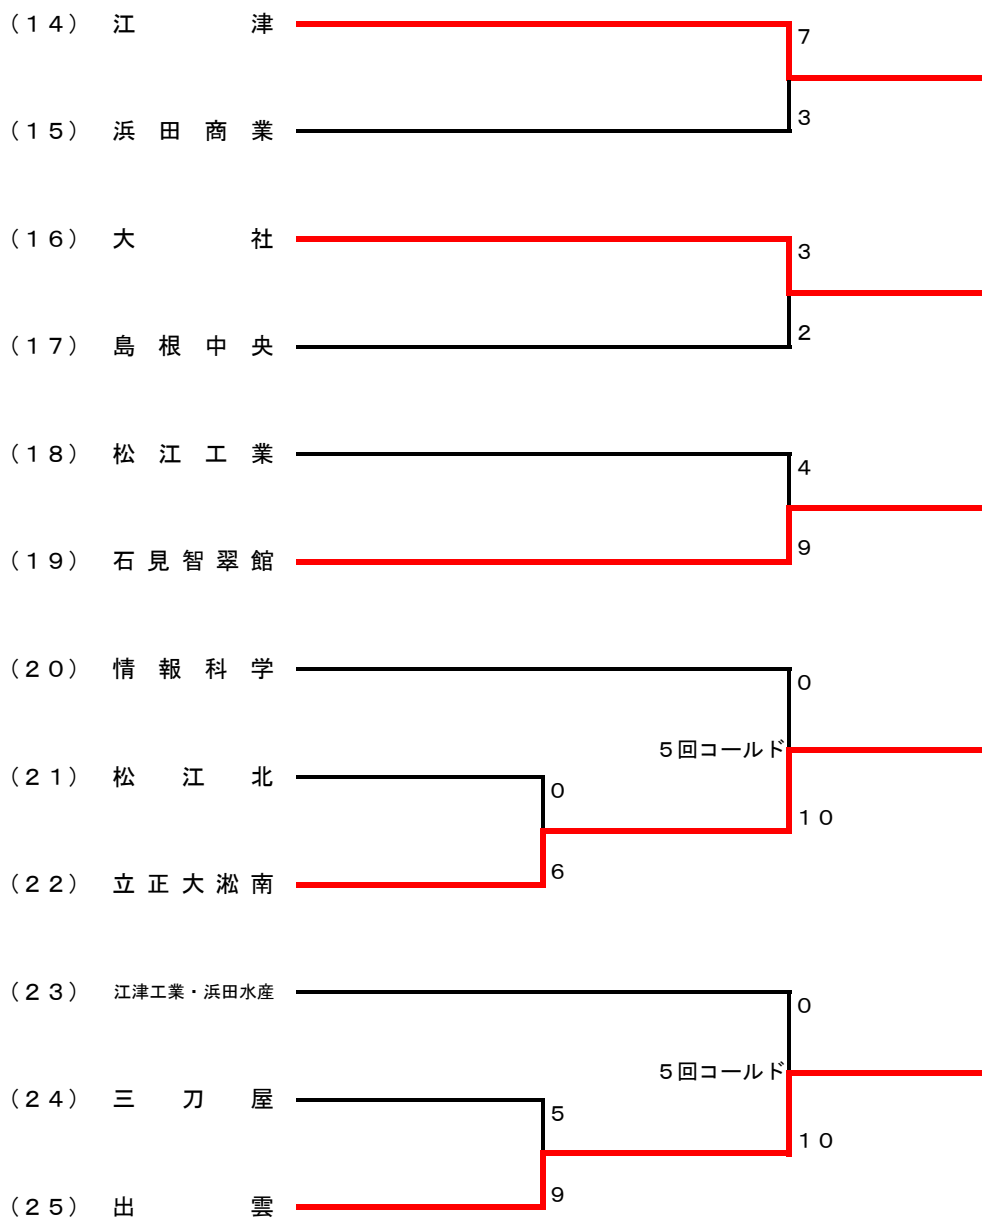 (14) 江津
7
3
(15) 浜田商業
(16) 大社
3
2
(17) 島根中央
(18) 松江工業
4
9
(19) 石見智翠館
(20) 情報科学
0
5回コールド
(21) 松江北
0
10
6
(22) 立正大淞南
(23) 江津工業・浜田水産
0
5回コールド
(24) 三刀屋
5
10
9
(25) 出雲